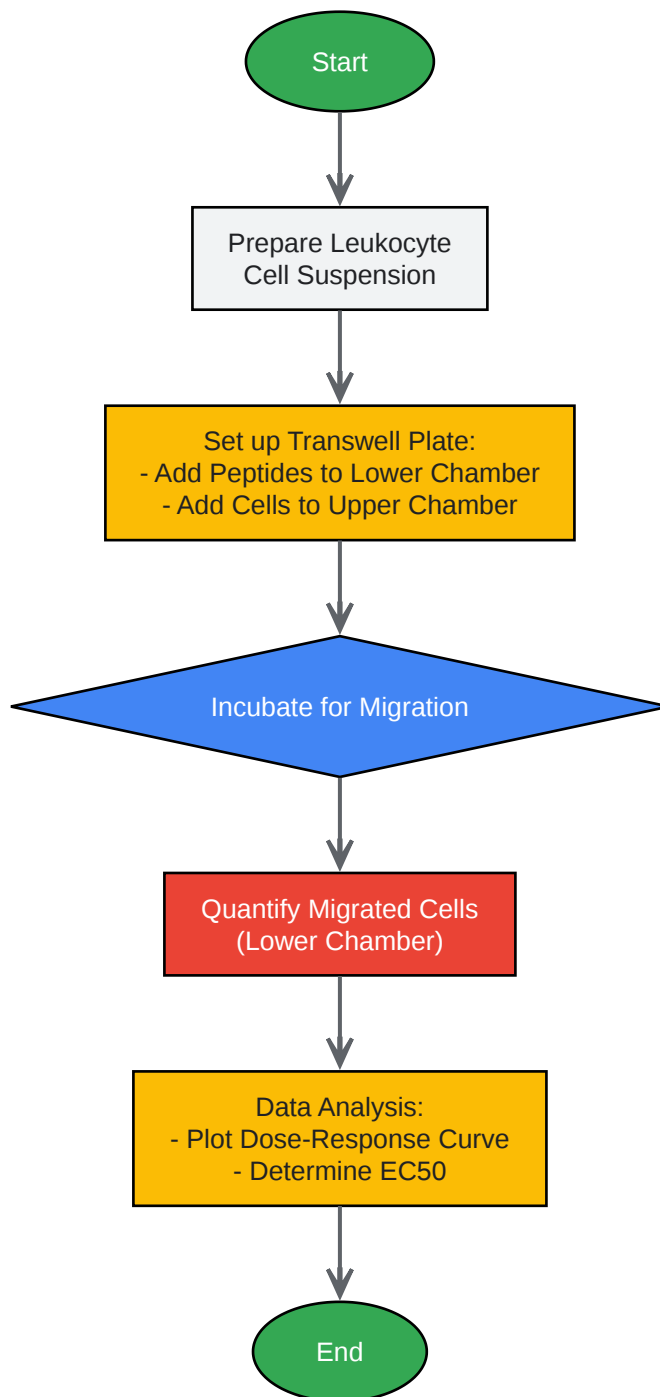 Start
Prepare Leukocyte
Cell Suspension
Set up Transwell Plate:
- Add Peptides to Lower Chamber
- Add Cells to Upper Chamber
Incubate for Migration
Quantify Migrated Cells
(Lower Chamber)
Data Analysis:
- Plot Dose-Response Curve
- Determine EC50
End